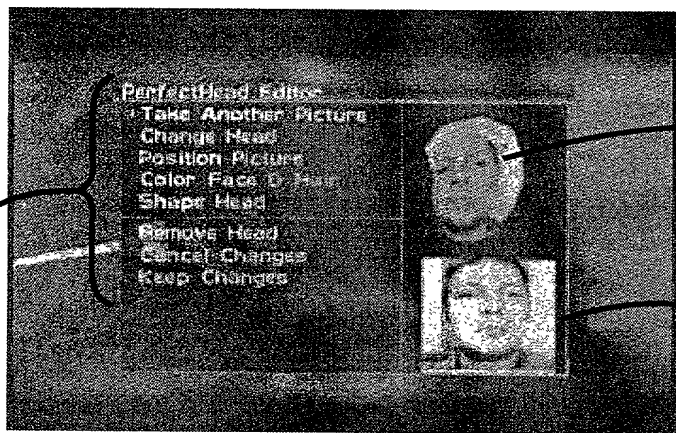 PerfectHead Editor
Take Another Picture
Change Head
Position Picture
Color Face & Hair
Shape Head
Remove Head
Cancel Changes
Keep Changes